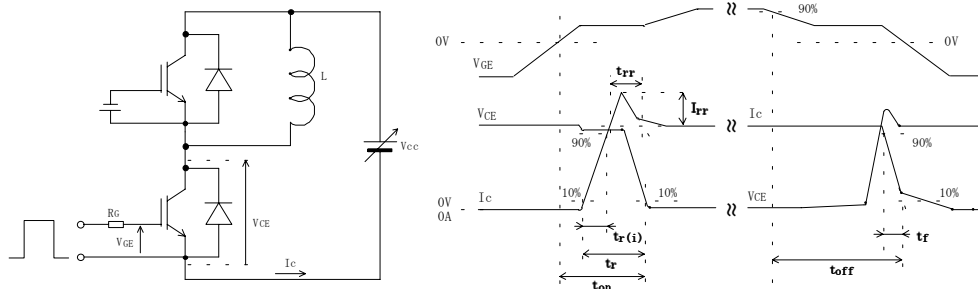 L
Vcc
RG
VGE
VCE
Ic
0V
VGE
90%
0V
trr
Irr
VCE
90%
Ic
90%
10%
10%
0V
0A
Ic
VCE
10%
tr(i)
tr
ton
tf
toff